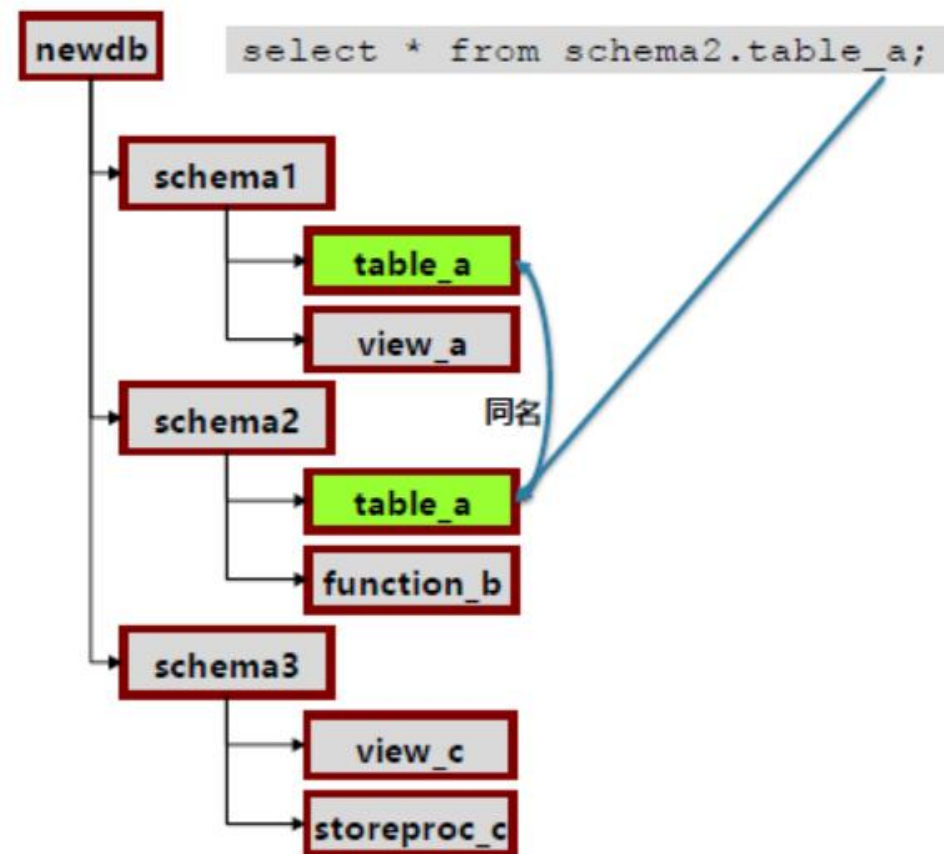 newdb
select * from schema2.table_a;
schema1
table_a
view_a
同名
schema2
table_a
function_b
schema3
view_c
storeproc_c